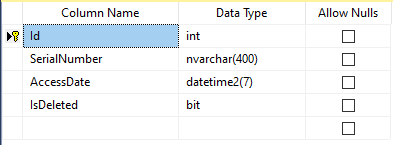 Column Name Data Type Allow Nulls
Id int
SerialNumber nvarchar(400)
AccessDate datetime2(7)
IsDeleted bit